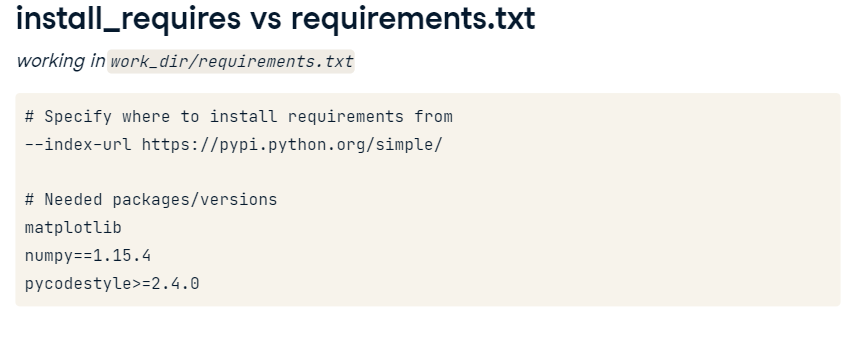 install_requires vs requirements.txt
working in work_dir/requirements.txt
# Specify where to install requirements from
--index-url https://pypi.python.org/simple/
# Needed packages/versions
matplotlib
numpy==1.15.4
pycodestyle>=2.4.0